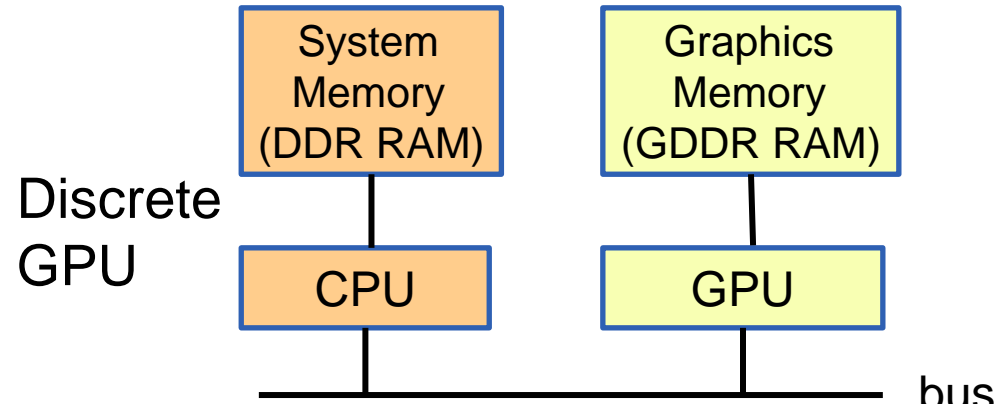 System
Memory
(DDR RAM)
Graphics
Memory
(GDDR RAM)
Discrete
GPU
CPU
GPU
bus